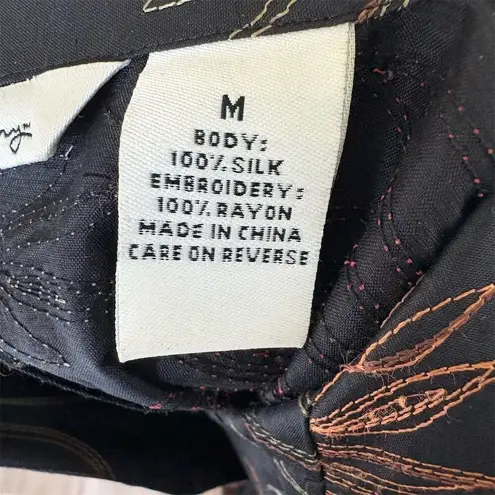 M
BODY:
100% SILK
EMBROIDERY:
100% RAYON
MADE IN CHINA
CARE ON REVERSE